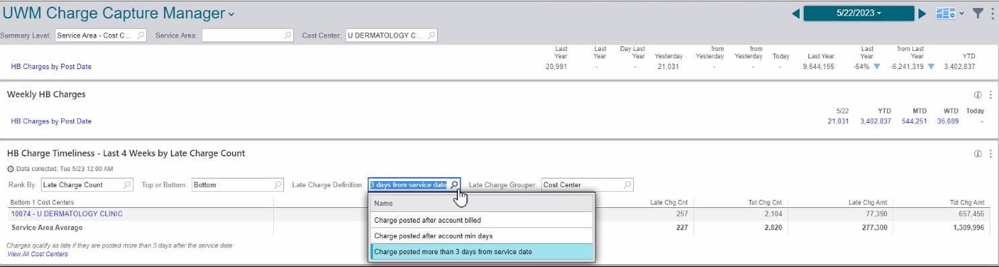 UWM Charge Capture Manager
5/22/2023
Summary Level: Service Area - Cost C... Service Area: Cost Center: U DERMATOLOGY C...
Last Year Last Year Day Last Year Yesterday from Yesterday from Yesterday Today Last Year Last Year from Last Year YTD
HB Charges by Post Date 20,991 - - 21,031 - - - 9,644,155 -64% -6,241,319 3,402,837
Weekly HB Charges
5/22 YTD MTD WTD Today
HB Charges by Post Date 21,031 3,402,837 544,251 35,089 -
HB Charge Timeliness - Last 4 Weeks by Late Charge Count
Data collected: Tue 5/23 12:00 AM
Rank By: Late Charge Count Top or Bottom: Bottom Late Charge Definition: 3 days from service date Late Charge Grouper: Cost Center
Bottom 1 Cost Centers Late Chg Cnt Tot Chg Cnt Late Chg Amt Tot Chg Amt
10074 - U DERMATOLOGY CLINIC 257 2,104 77,390 657,456
Service Area Average 227 2,820 277,300 1,309,996
Name
Charge posted after account billed
Charge posted after account min days
Charge posted more than 3 days from service date
Charges qualify as late if they are posted more than 3 days after the service date.
View All Cost Centers